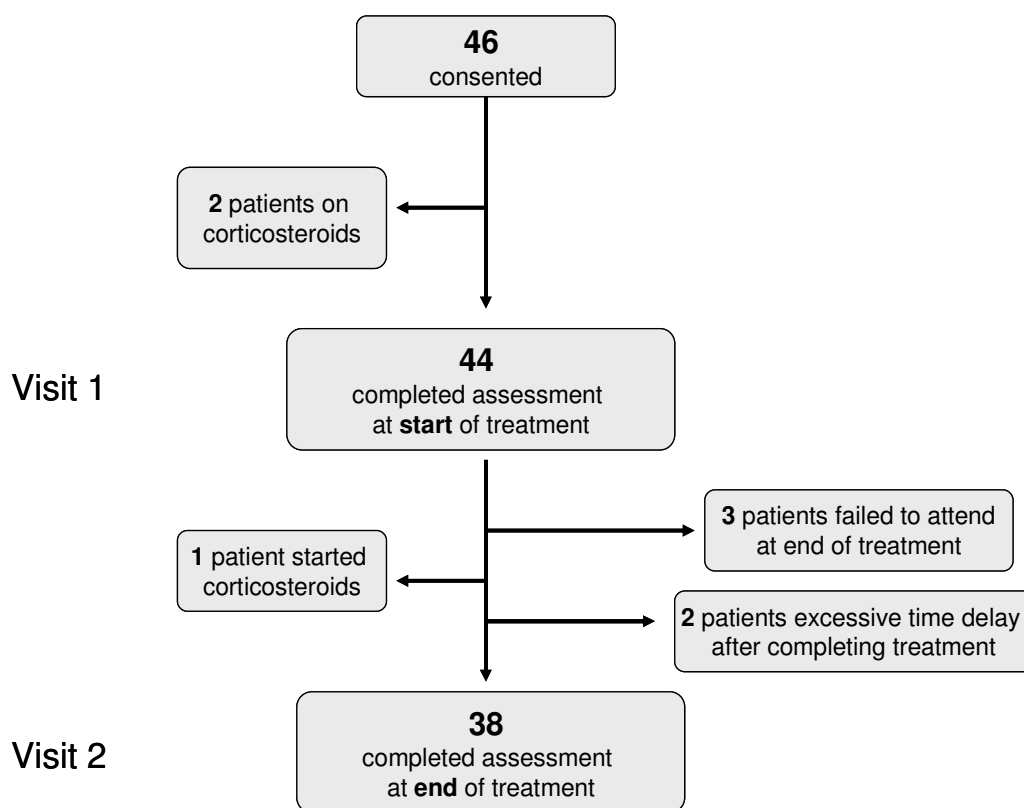 46
consented
2 patients on
corticosteroids
Visit 1
44
completed assessment
at start of treatment
3 patients failed to attend
at end of treatment
1 patient started
corticosteroids
2 patients excessive time delay
after completing treatment
Visit 2
38
completed assessment
at end of treatment